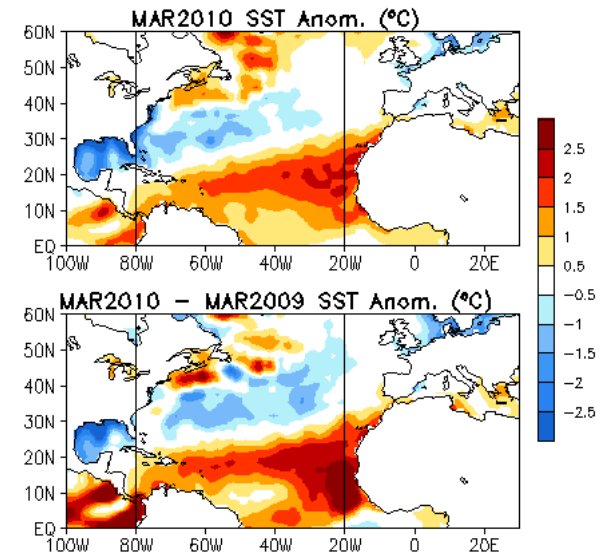 MAR2010 SST Anom. (ºC)
60N
50N
40N
30N
20N
10N
EQ
100W 80W 60W 40W 20W 0 20E
2.5
2
1.5
1
0.5
−0.5
−1
−1.5
−2
−2.5
MAR2010 − MAR2009 SST Anom. (ºC)
60N
50N
40N
30N
20N
10N
EQ
100W 80W 60W 40W 20W 0 20E